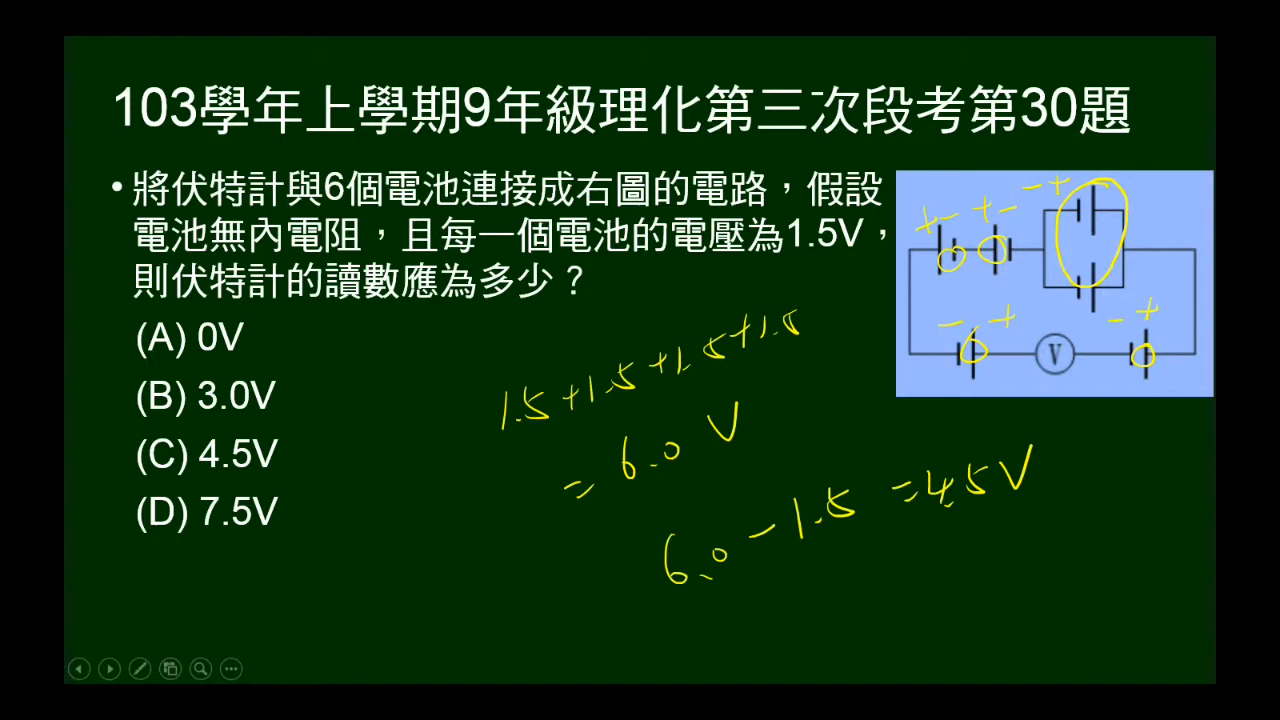 103學年上學期9年級理化第三次段考第30題
•將伏特計與6個電池連接成右圖的電路，假設
電池無內電阻，且每一個電池的電壓為1.5V，
則伏特計的讀數應為多少？
(A) 0V
(B) 3.0V
(C) 4.5V
(D) 7.5V
+ - + - - +
- + - +
V
1.5+1.5+1.5+1.5
= 6.0 V
6.0 - 1.5 = 4.5V